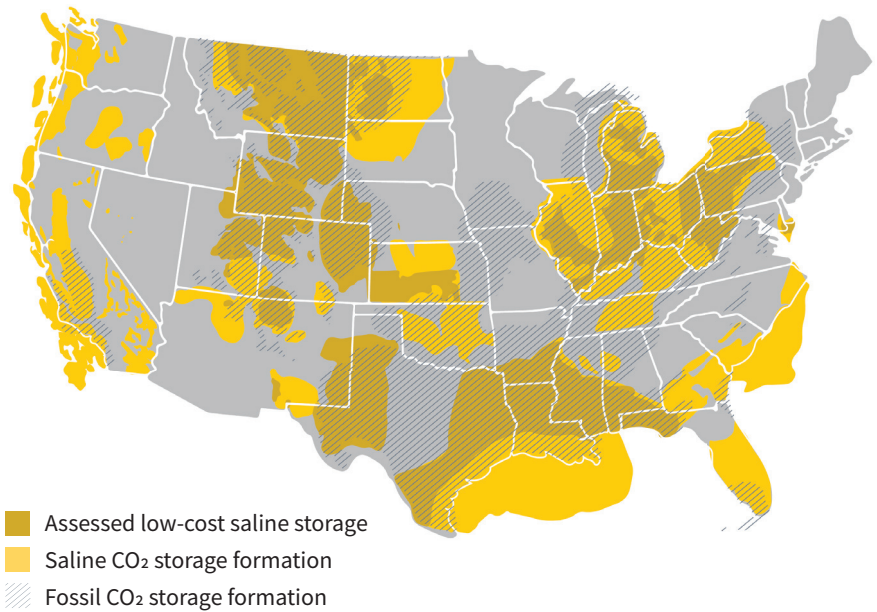 Assessed low-cost saline storage
Saline CO₂ storage formation
Fossil CO₂ storage formation